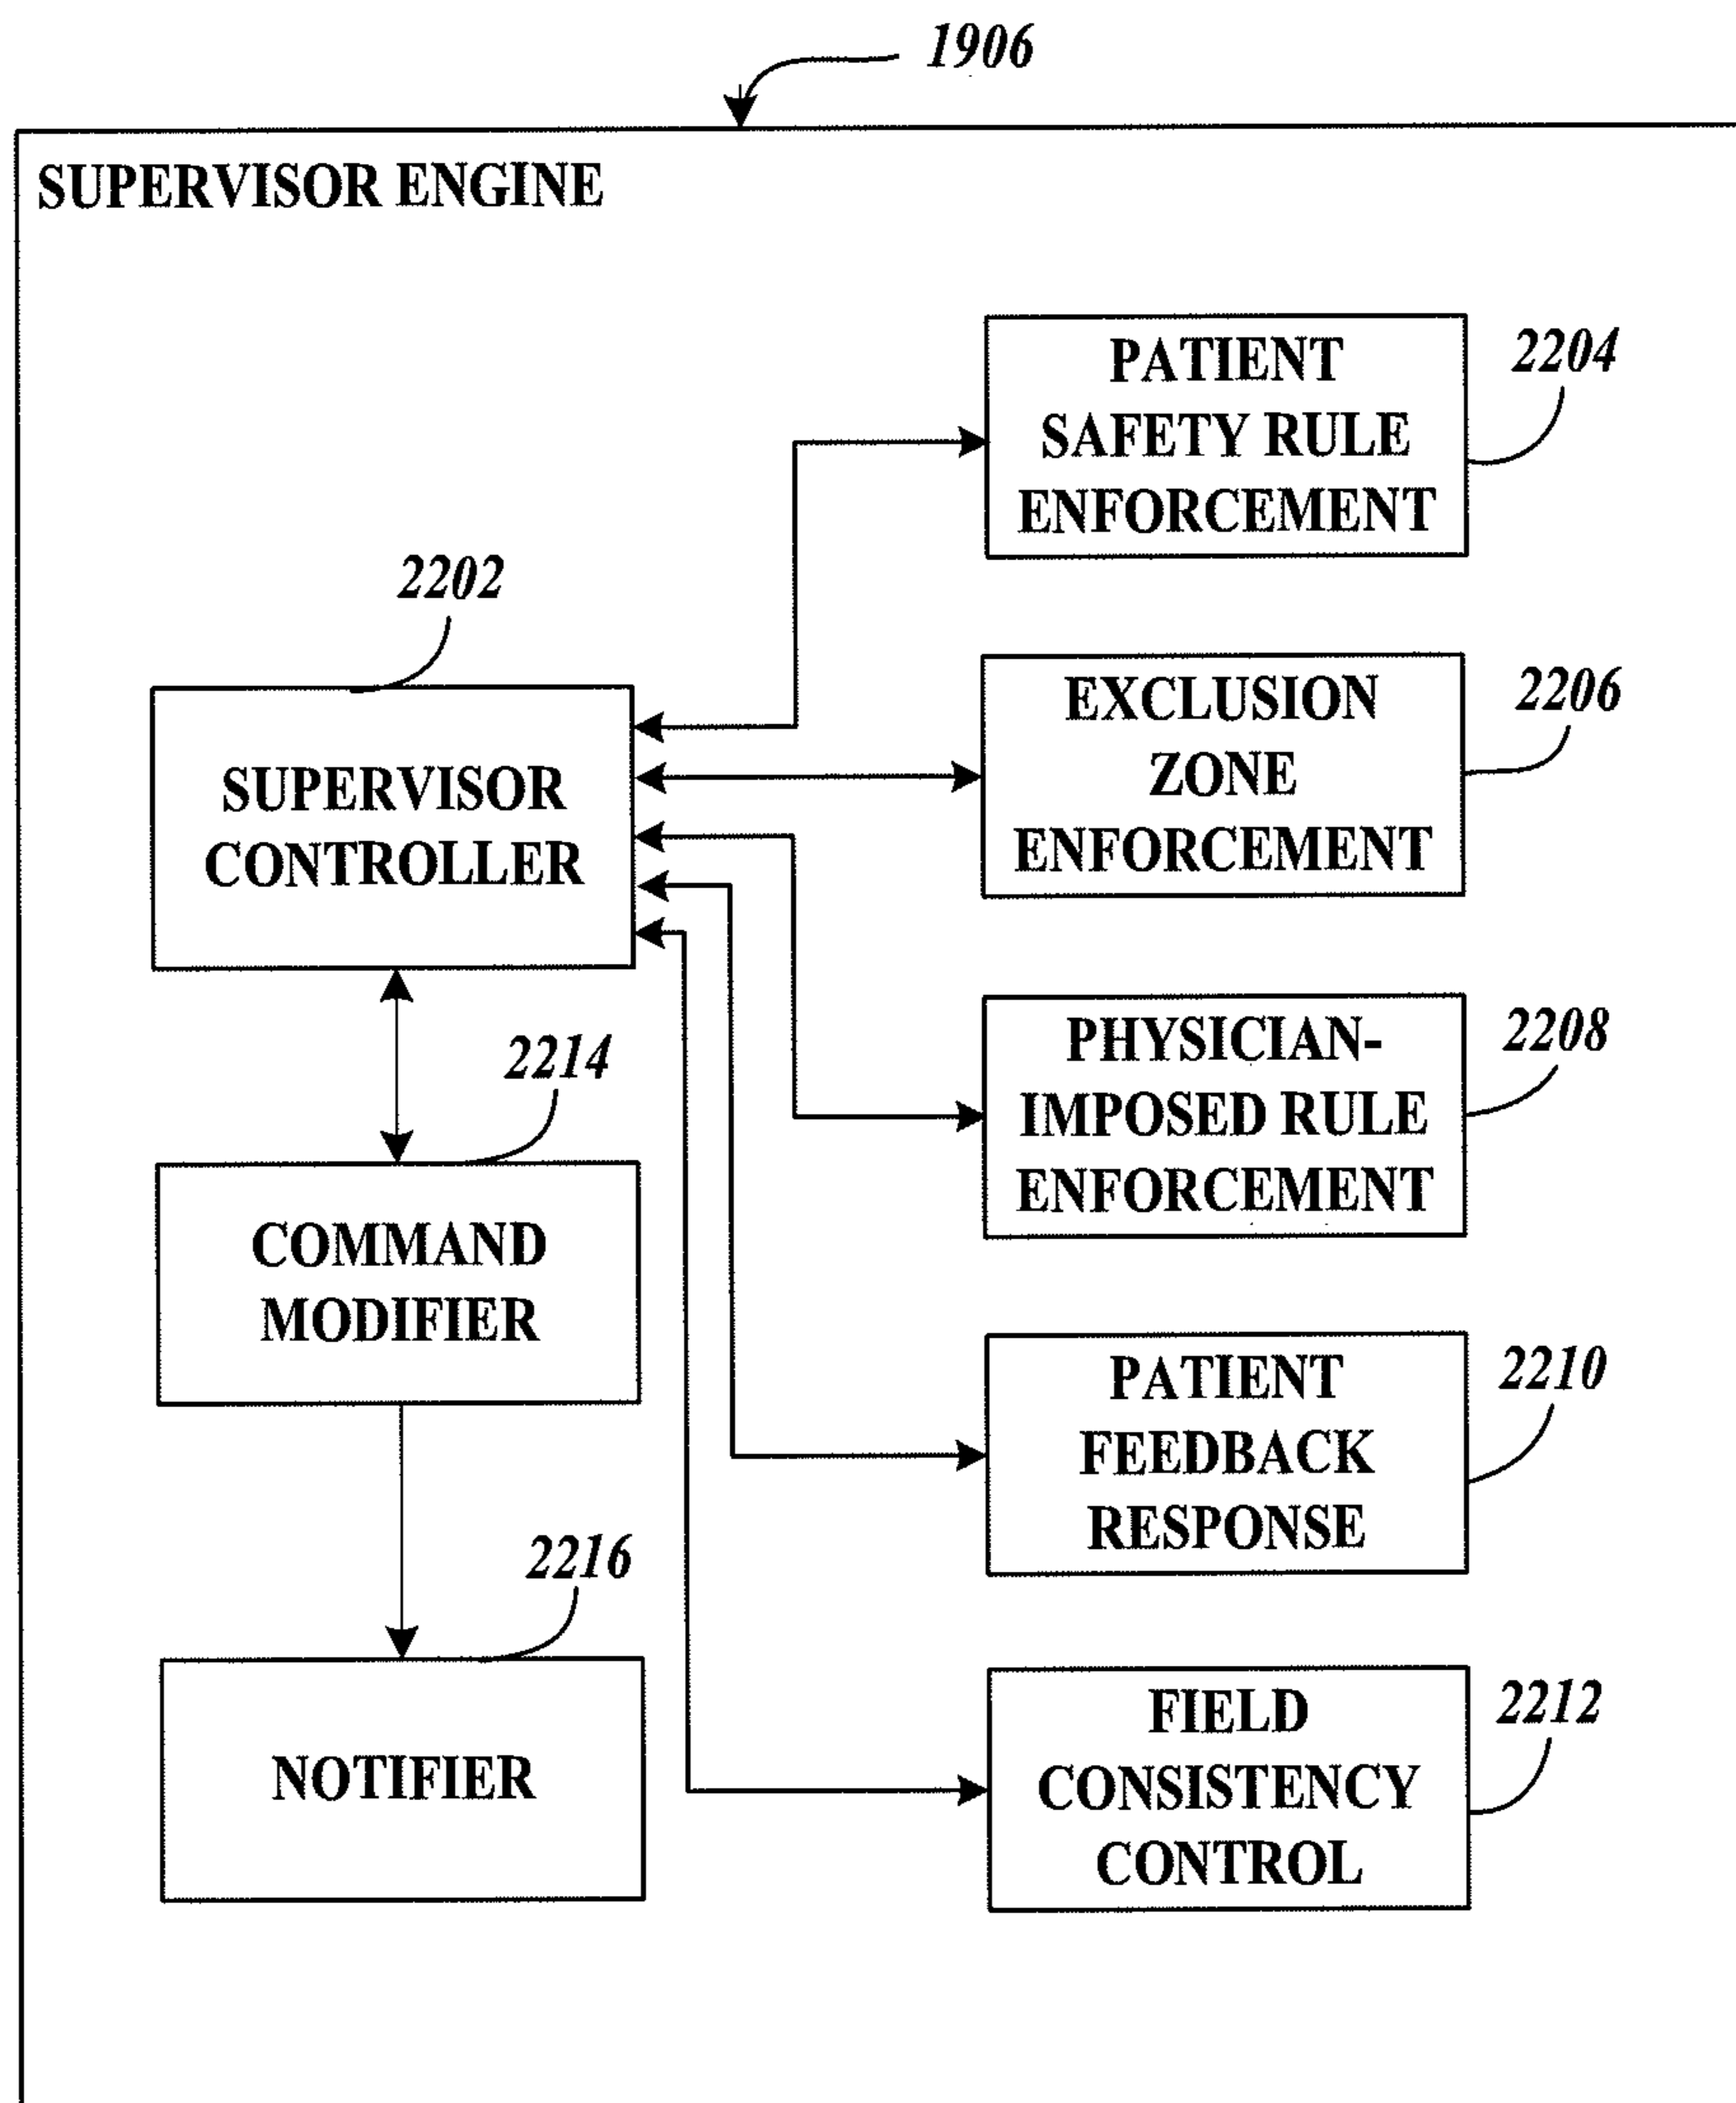 1906
SUPERVISOR ENGINE
PATIENT
SAFETY RULE
ENFORCEMENT
2204
2202
SUPERVISOR
CONTROLLER
EXCLUSION
ZONE
ENFORCEMENT
2206
PHYSICIAN-
IMPOSED RULE
ENFORCEMENT
2208
2214
COMMAND
MODIFIER
PATIENT
FEEDBACK
RESPONSE
2210
2216
NOTIFIER
FIELD
CONSISTENCY
CONTROL
2212